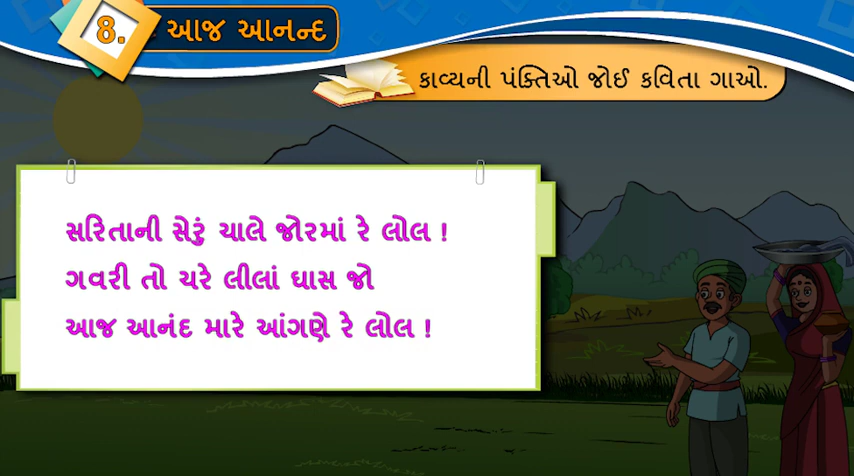 8. આજ આનન્દ
કાવ્યની પંક્તિઓ જોઈ કવિતા ગાઓ.
સરિતાની સેરું ચાલે જોરમાં રે લોલ !
ગવરી તો ચરે લીલાં ઘાસ જો
આજ આનંદ મારે આંગણે રે લોલ !